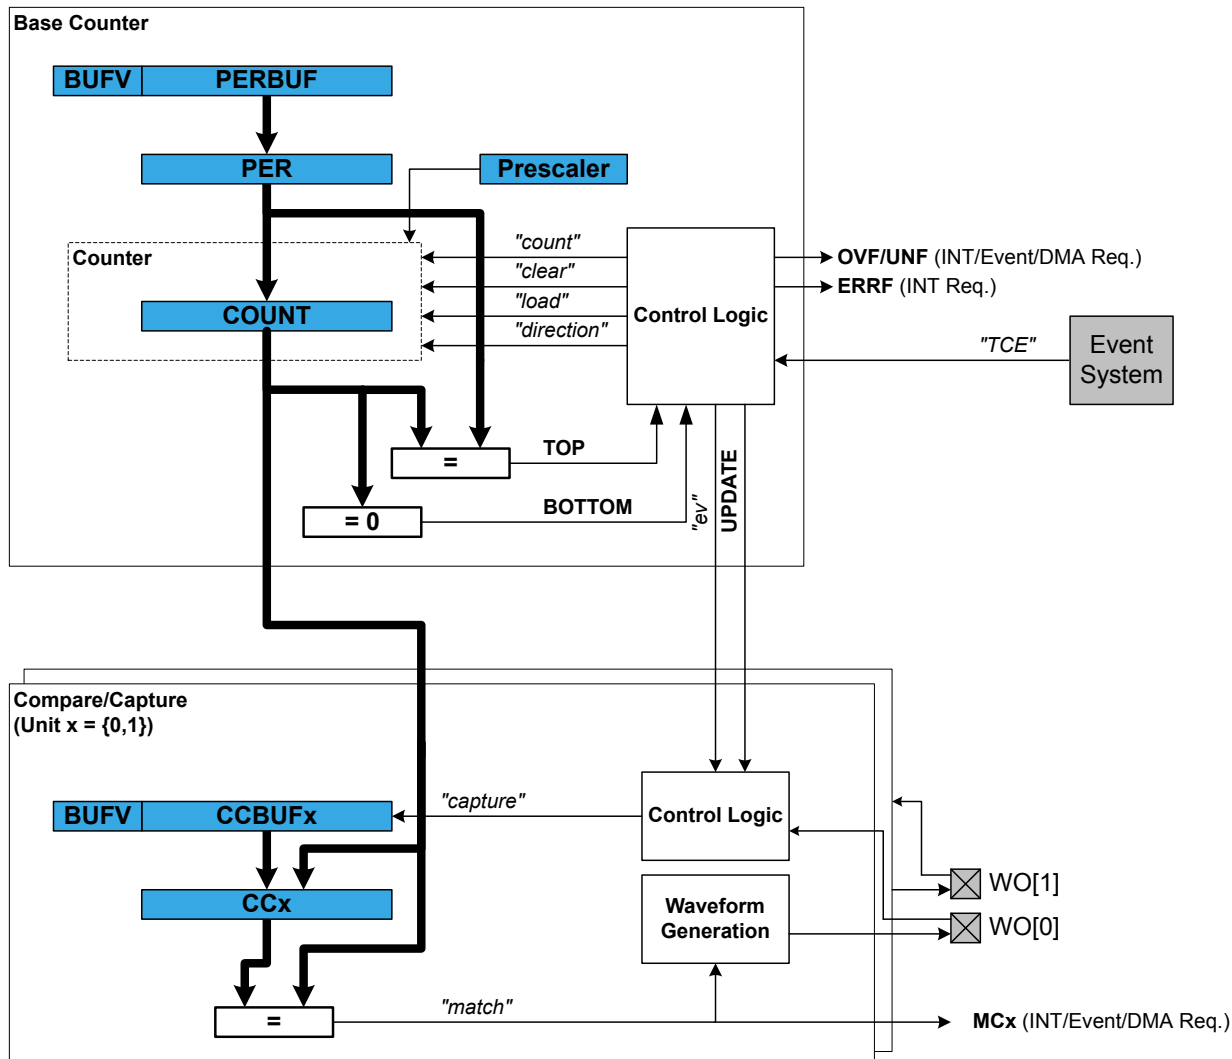 Base Counter
BUFV PERBUF
PER Prescaler
Counter
COUNT
"count"
"clear"
"load"
"direction"
Control Logic
OVF/UNF (INT/Event/DMA Req.)
ERRF (INT Req.)
"TCE"
Event
System
=
TOP
= 0
BOTTOM
"ev"
UPDATE
Compare/Capture
(Unit x = {0,1})
BUFV CCBUFx
"capture"
Control Logic
CCx
Waveform
Generation
WO[1]
WO[0]
=
"match"
MCx (INT/Event/DMA Req.)